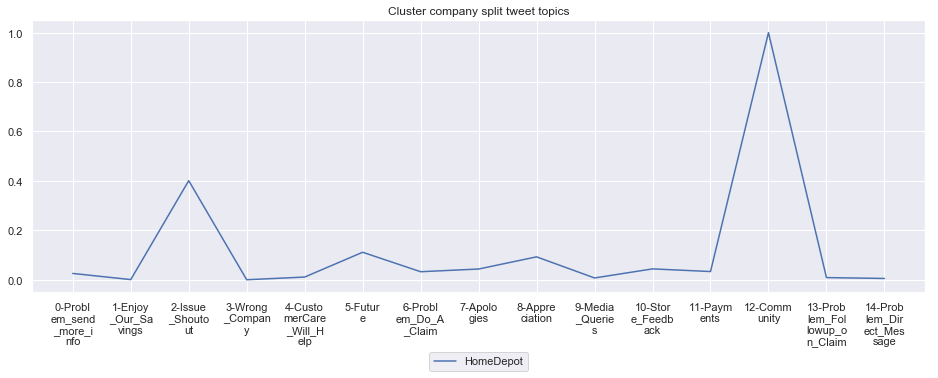 Cluster company split tweet topics
1.0
0.8
0.6
0.4
0.2
0.0
0-Probl
em_send
_more_i
nfo
1-Enjoy
_Our_Sa
vings
2-Issue
_Shouto
ut
3-Wrong
_Compan
y
4-Custo
merCare
_Will_H
elp
5-Futur
e
6-Probl
em_Do_A
_Claim
7-Apolo
gies
8-Appre
ciation
9-Media
_Querie
s
10-Stor
e_Feedb
ack
11-Paym
ents
12-Comm
unity
13-Prob
lem_Fol
lowup_o
n_Claim
14-Prob
lem_Dir
ect_Mes
sage
HomeDepot